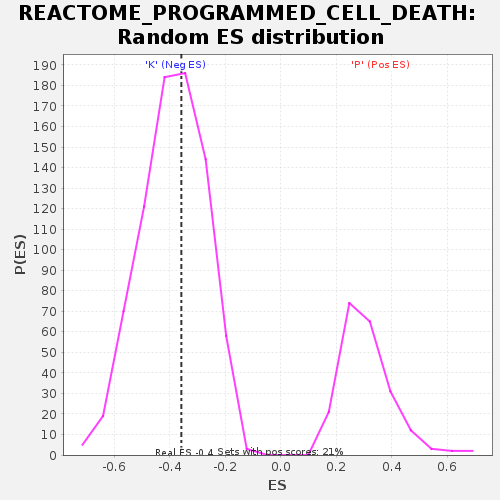 REACTOME_PROGRAMMED_CELL_DEATH:
Random ES distribution
'K' (Neg ES)
'P' (Pos ES)
190
180
170
160
150
140
130
120
110
100
90
80
70
60
50
40
30
20
10
0
P(ES)
Real ES -0.4
Sets with pos scores: 21%
-0.6 -0.4 -0.2 0.0 0.2 0.4 0.6
ES